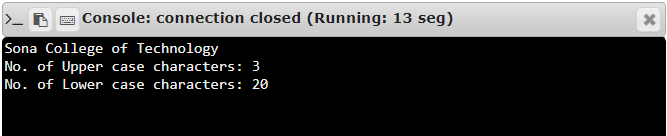 Console: connection closed (Running: 13 seg)
Sona College of Technology
No. of Upper case characters: 3
No. of Lower case characters: 20